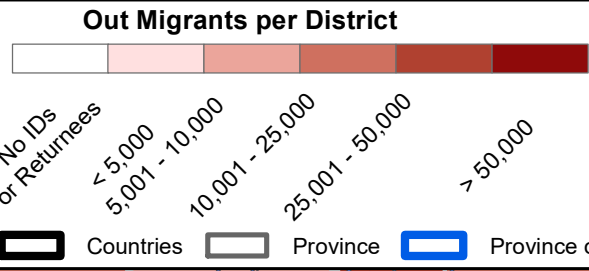 Out Migrants per District
No IDs
or Returnees
< 5,000
5,001 - 10,000
10,001 - 25,000
25,001 - 50,000
> 50,000
Countries
Province
Province